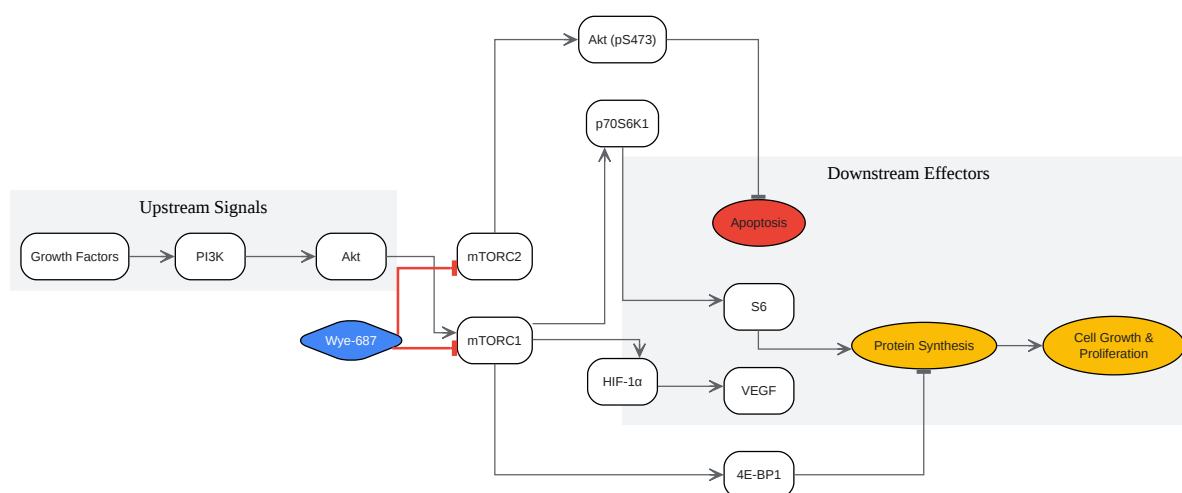 Akt (pS473)
p70S6K1
Downstream Effectors
Upstream Signals
Apoptosis
Growth Factors
PI3K
Akt
mTORC2
S6
Wye-687
mTORC1
Protein Synthesis
Cell Growth &
Proliferation
HIF-1α
VEGF
4E-BP1